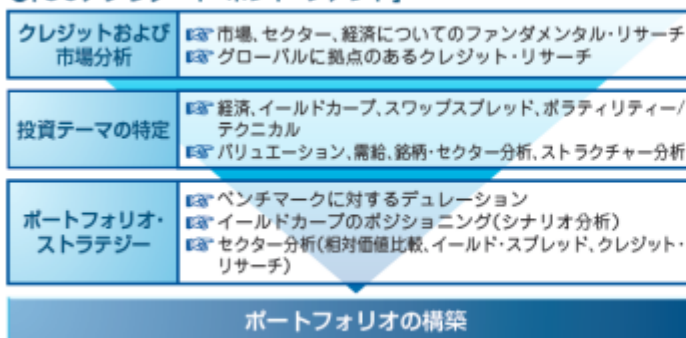 クレジットおよび
市場分析
☞市場、セクター、経済についてのファンダメンタル・リサーチ
☞グローバルに拠点のあるクレジット・リサーチ
投資テーマの特定
☞経済、イールドカーブ、スワップスプレッド、ボラティリティー/
テクニカル
☞バリュエーション、需給、銘柄・セクター分析、ストラクチャー分析
ポートフォリオ・
ストラテジー
☞ベンチマークに対するデュレーション
☞イールドカーブのポジショニング(シナリオ分析)
☞セクター分析(相対価値比較、イールド・スプレッド、クレジット・
リサーチ)
ポートフォリオの構築